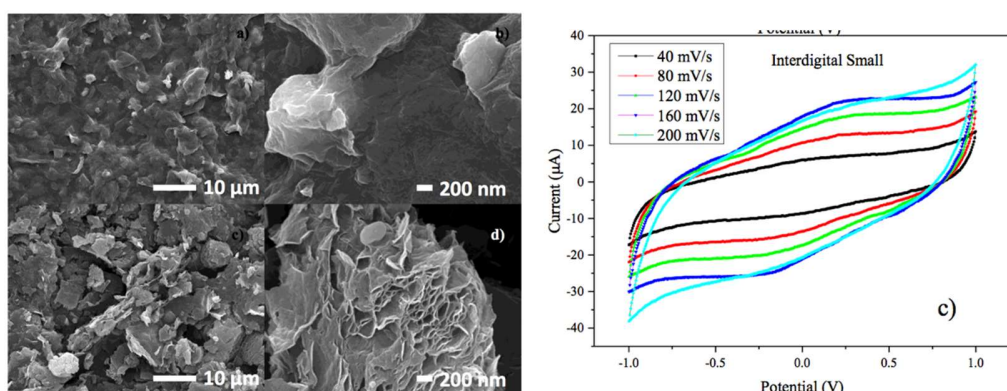 a)
10 µm
b)
200 nm
c)
10 µm
d)
200 nm
Potential (V)
Interdigital Small
40 mV/s
80 mV/s
120 mV/s
160 mV/s
200 mV/s
Current (µA)
40
30
20
10
0
-10
-20
-30
-40
c)
-1.0
-0.5
0.0
0.5
1.0
Potential (V)